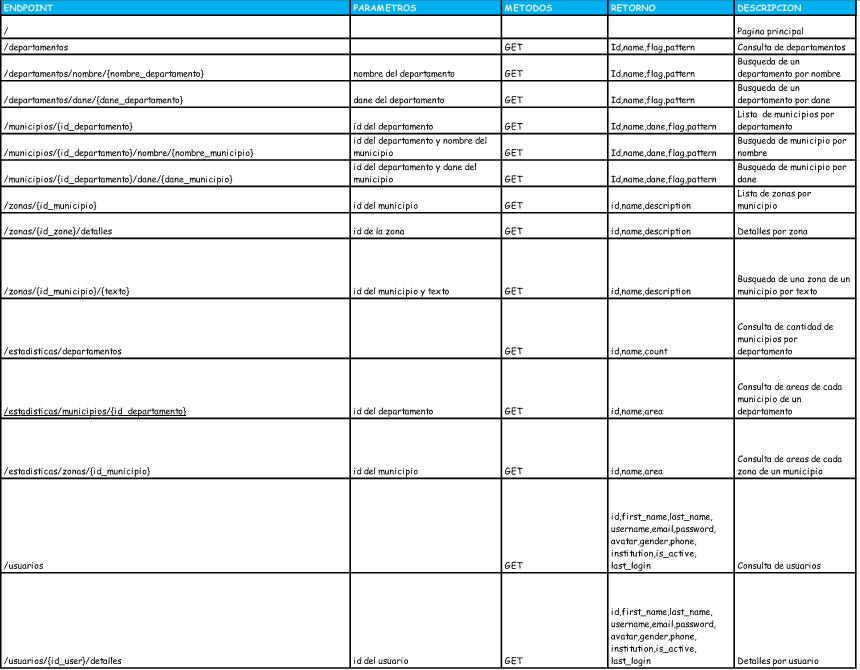 ENDPOINT PARAMETROS METODOS RETORNO DESCRIPCION
/ Pagina principal
/departamentos GET Id,name,flag,pattern Consulta de departamentos
/departamentos/nombre/{nombre_departamento} nombre del departamento GET Id,name,flag,pattern Busqueda de un
departamento por nombre
/departamentos/dane/{dane_departamento} dane del departamento GET Id,name,flag,pattern Busqueda de un
departamento por dane
/municipios/{id_departamento} id del departamento GET Id,name,dane,flag,pattern Lista de municipios por
departamento
/municipios/{id_departamento}/nombre/{nombre_municipio} id del departamento y nombre del
municipio GET Id,name,dane,flag,pattern Busqueda de municipio por
nombre
/municipios/{id_departamento}/dane/{dane_municipio} id del departamento y dane del
municipio GET Id,name,dane,flag,pattern Busqueda de municipio por
dane
/zonas/{id_municipio} id del municipio GET id,name,description Lista de zonas por
municipio
/zonas/{id_zone}/detalles id de la zona GET id,name,description Detalles por zona
/zonas/{id_municipio}/{texto} id del municipio y texto GET id,name,description Busqueda de una zona de un
municipio por texto
/estadisticas/departamentos GET id,name,count Consulta de cantidad de
municipios por
departamento
/estadisticas/municipios/{id_departamento} id del departamento GET id,name,area Consulta de areas de cada
municipio de un
departamento
/estadisticas/zonas/{id_municipio} id del municipio GET id,name,area Consulta de areas de cada
zona de un municipio
/usuarios GET id,first_name,last_name,
username,email,password,
avatar,gender,phone,
institution,is_active,
last_login Consulta de usuarios
/usuarios/{id_user}/detalles id del usuario GET id,first_name,last_name,
username,email,password,
avatar,gender,phone,
institution,is_active,
last_login Detalles por usuario